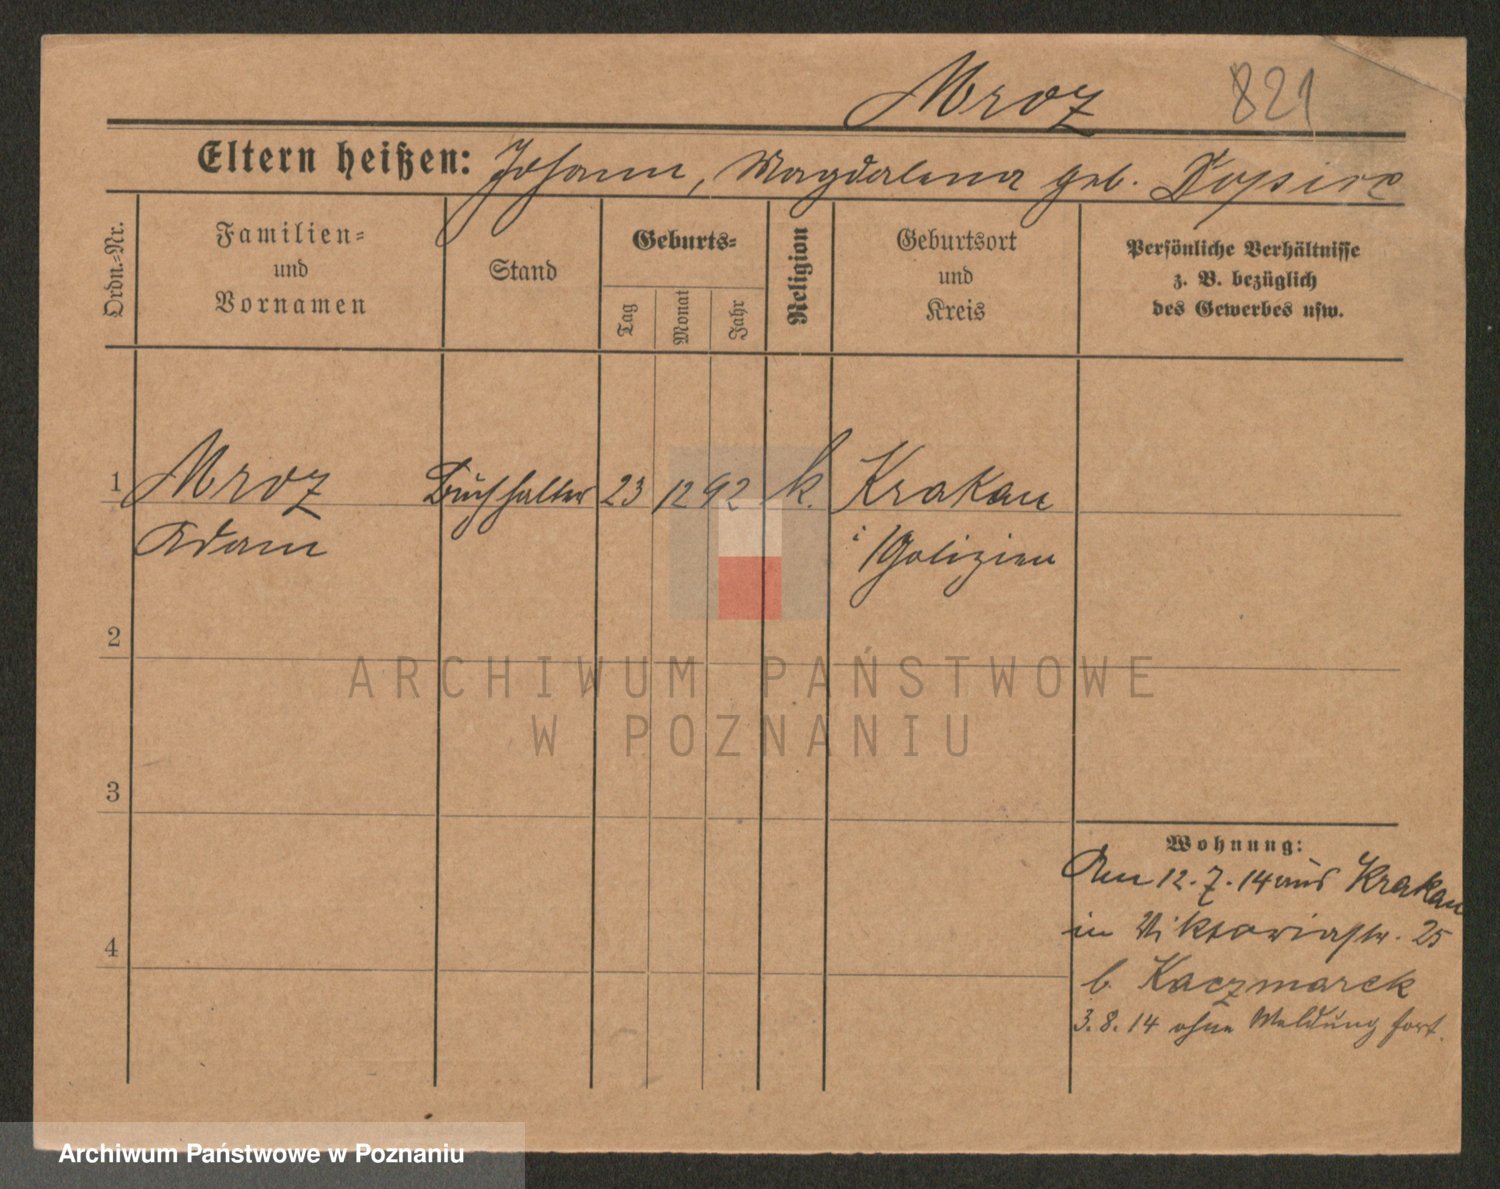 Mroz 821
Eltern heißen: Johann, Magdalena geb.
Ordn.-Nr.
Familien-
und
Vornamen
Stand
Geburts-
Tag
Monat
Jahr
Religion
Geburtsort
und
Kreis
Persönliche Verhältnisse
z. B. bezüglich
des Gewerbes usw.
1 Mroz Buchhalter 23 12 92 k. Krakau
Adam i/Galizien
2
3
4
ARCHIWUM PAŃSTWOWE
W POZNANIU
Wohnung:
Am 12.7.14 aus Krakau
in Viktoriastr. 25
b. Kaczmarek
3.8.14 ohne Meldung fort.
Archiwum Państwowe w Poznaniu